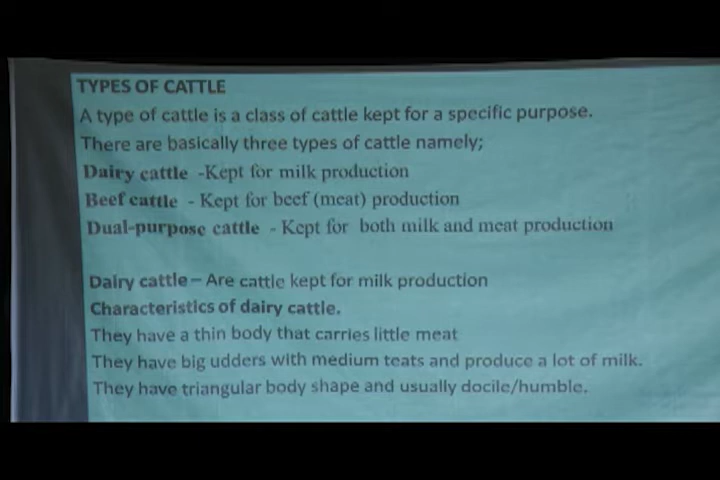 TYPES OF CATTLE
A type of cattle is a class of cattle kept for a specific purpose.
There are basically three types of cattle namely;
Dairy cattle -Kept for milk production
Beef cattle - Kept for beef (meat) production
Dual-purpose cattle - Kept for both milk and meat production
Dairy cattle – Are cattle kept for milk production
Characteristics of dairy cattle.
They have a thin body that carries little meat
They have big udders with medium teats and produce a lot of milk.
They have triangular body shape and usually docile/humble.